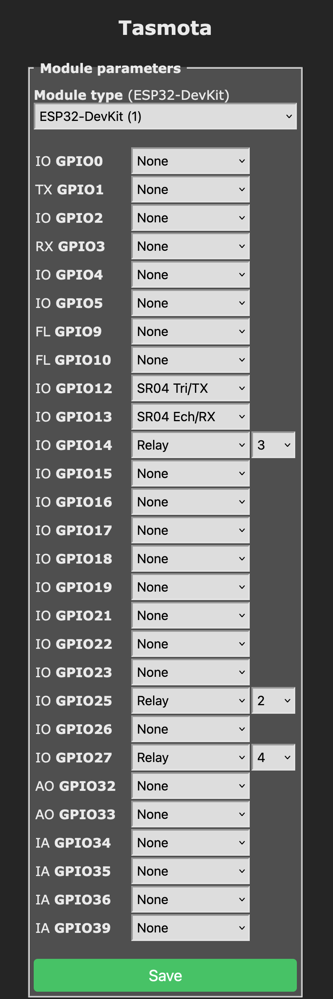 Tasmota
Module parameters
Module type (ESP32-DevKit)
ESP32-DevKit (1)
IO GPIO0 None
TX GPIO1 None
IO GPIO2 None
RX GPIO3 None
IO GPIO4 None
IO GPIO5 None
FL GPIO9 None
FL GPIO10 None
IO GPIO12 SR04 Tri/TX
IO GPIO13 SR04 Ech/RX
IO GPIO14 Relay 3
IO GPIO15 None
IO GPIO16 None
IO GPIO17 None
IO GPIO18 None
IO GPIO19 None
IO GPIO21 None
IO GPIO22 None
IO GPIO23 None
IO GPIO25 Relay 2
IO GPIO26 None
IO GPIO27 Relay 4
AO GPIO32 None
AO GPIO33 None
IA GPIO34 None
IA GPIO35 None
IA GPIO36 None
IA GPIO39 None
Save